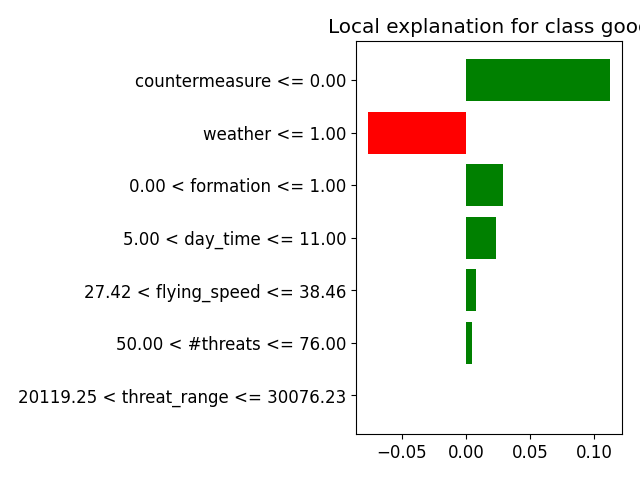 Local explanation for class good
countermeasure <= 0.00
weather <= 1.00
0.00 < formation <= 1.00
5.00 < day_time <= 11.00
27.42 < flying_speed <= 38.46
50.00 < #threats <= 76.00
20119.25 < threat_range <= 30076.23
−0.05 0.00 0.05 0.10